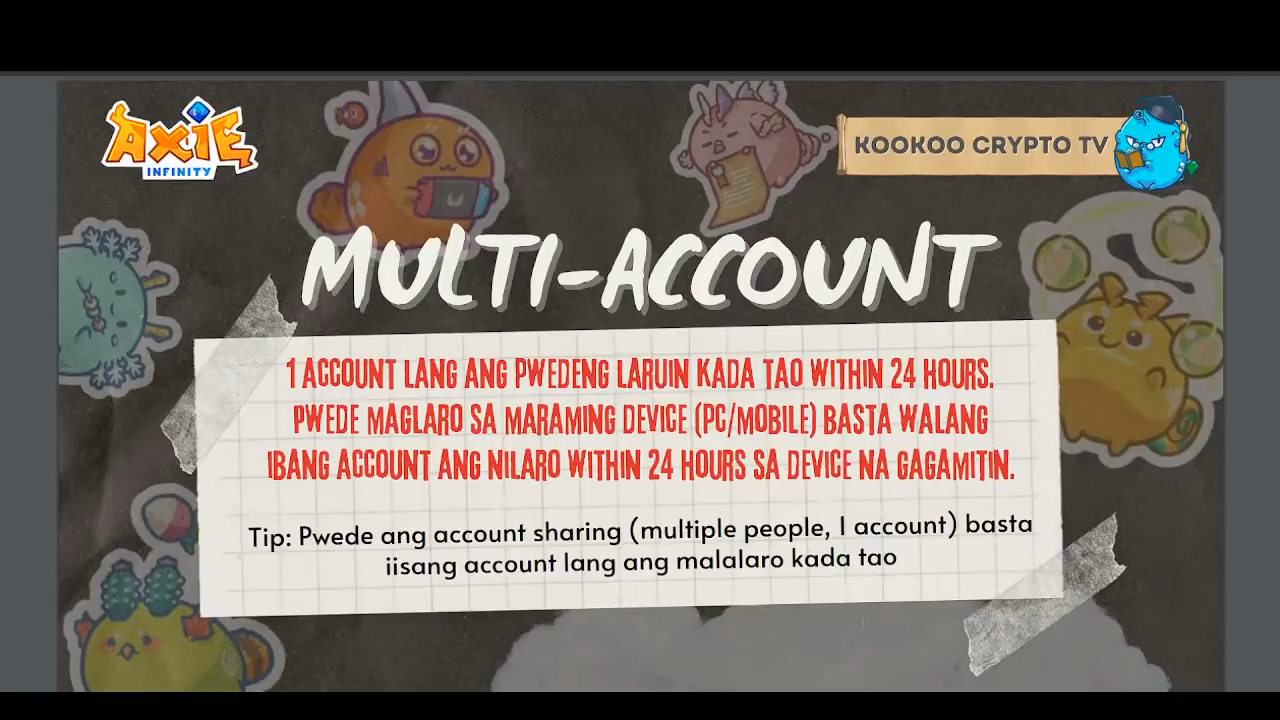 AXIE
INFINITY
KOOKOO CRYPTO TV
MULTI-ACCOUNT
1 ACCOUNT LANG ANG PWEDENG LARUIN KADA TAO WITHIN 24 HOURS.
PWEDE MAGLARO SA MARAMING DEVICE (PC/MOBILE) BASTA WALANG
IBANG ACCOUNT ANG NILARO WITHIN 24 HOURS SA DEVICE NA GAGAMITIN.
Tip: Pwede ang account sharing (multiple people, 1 account) basta
iisang account lang ang malalaro kada tao